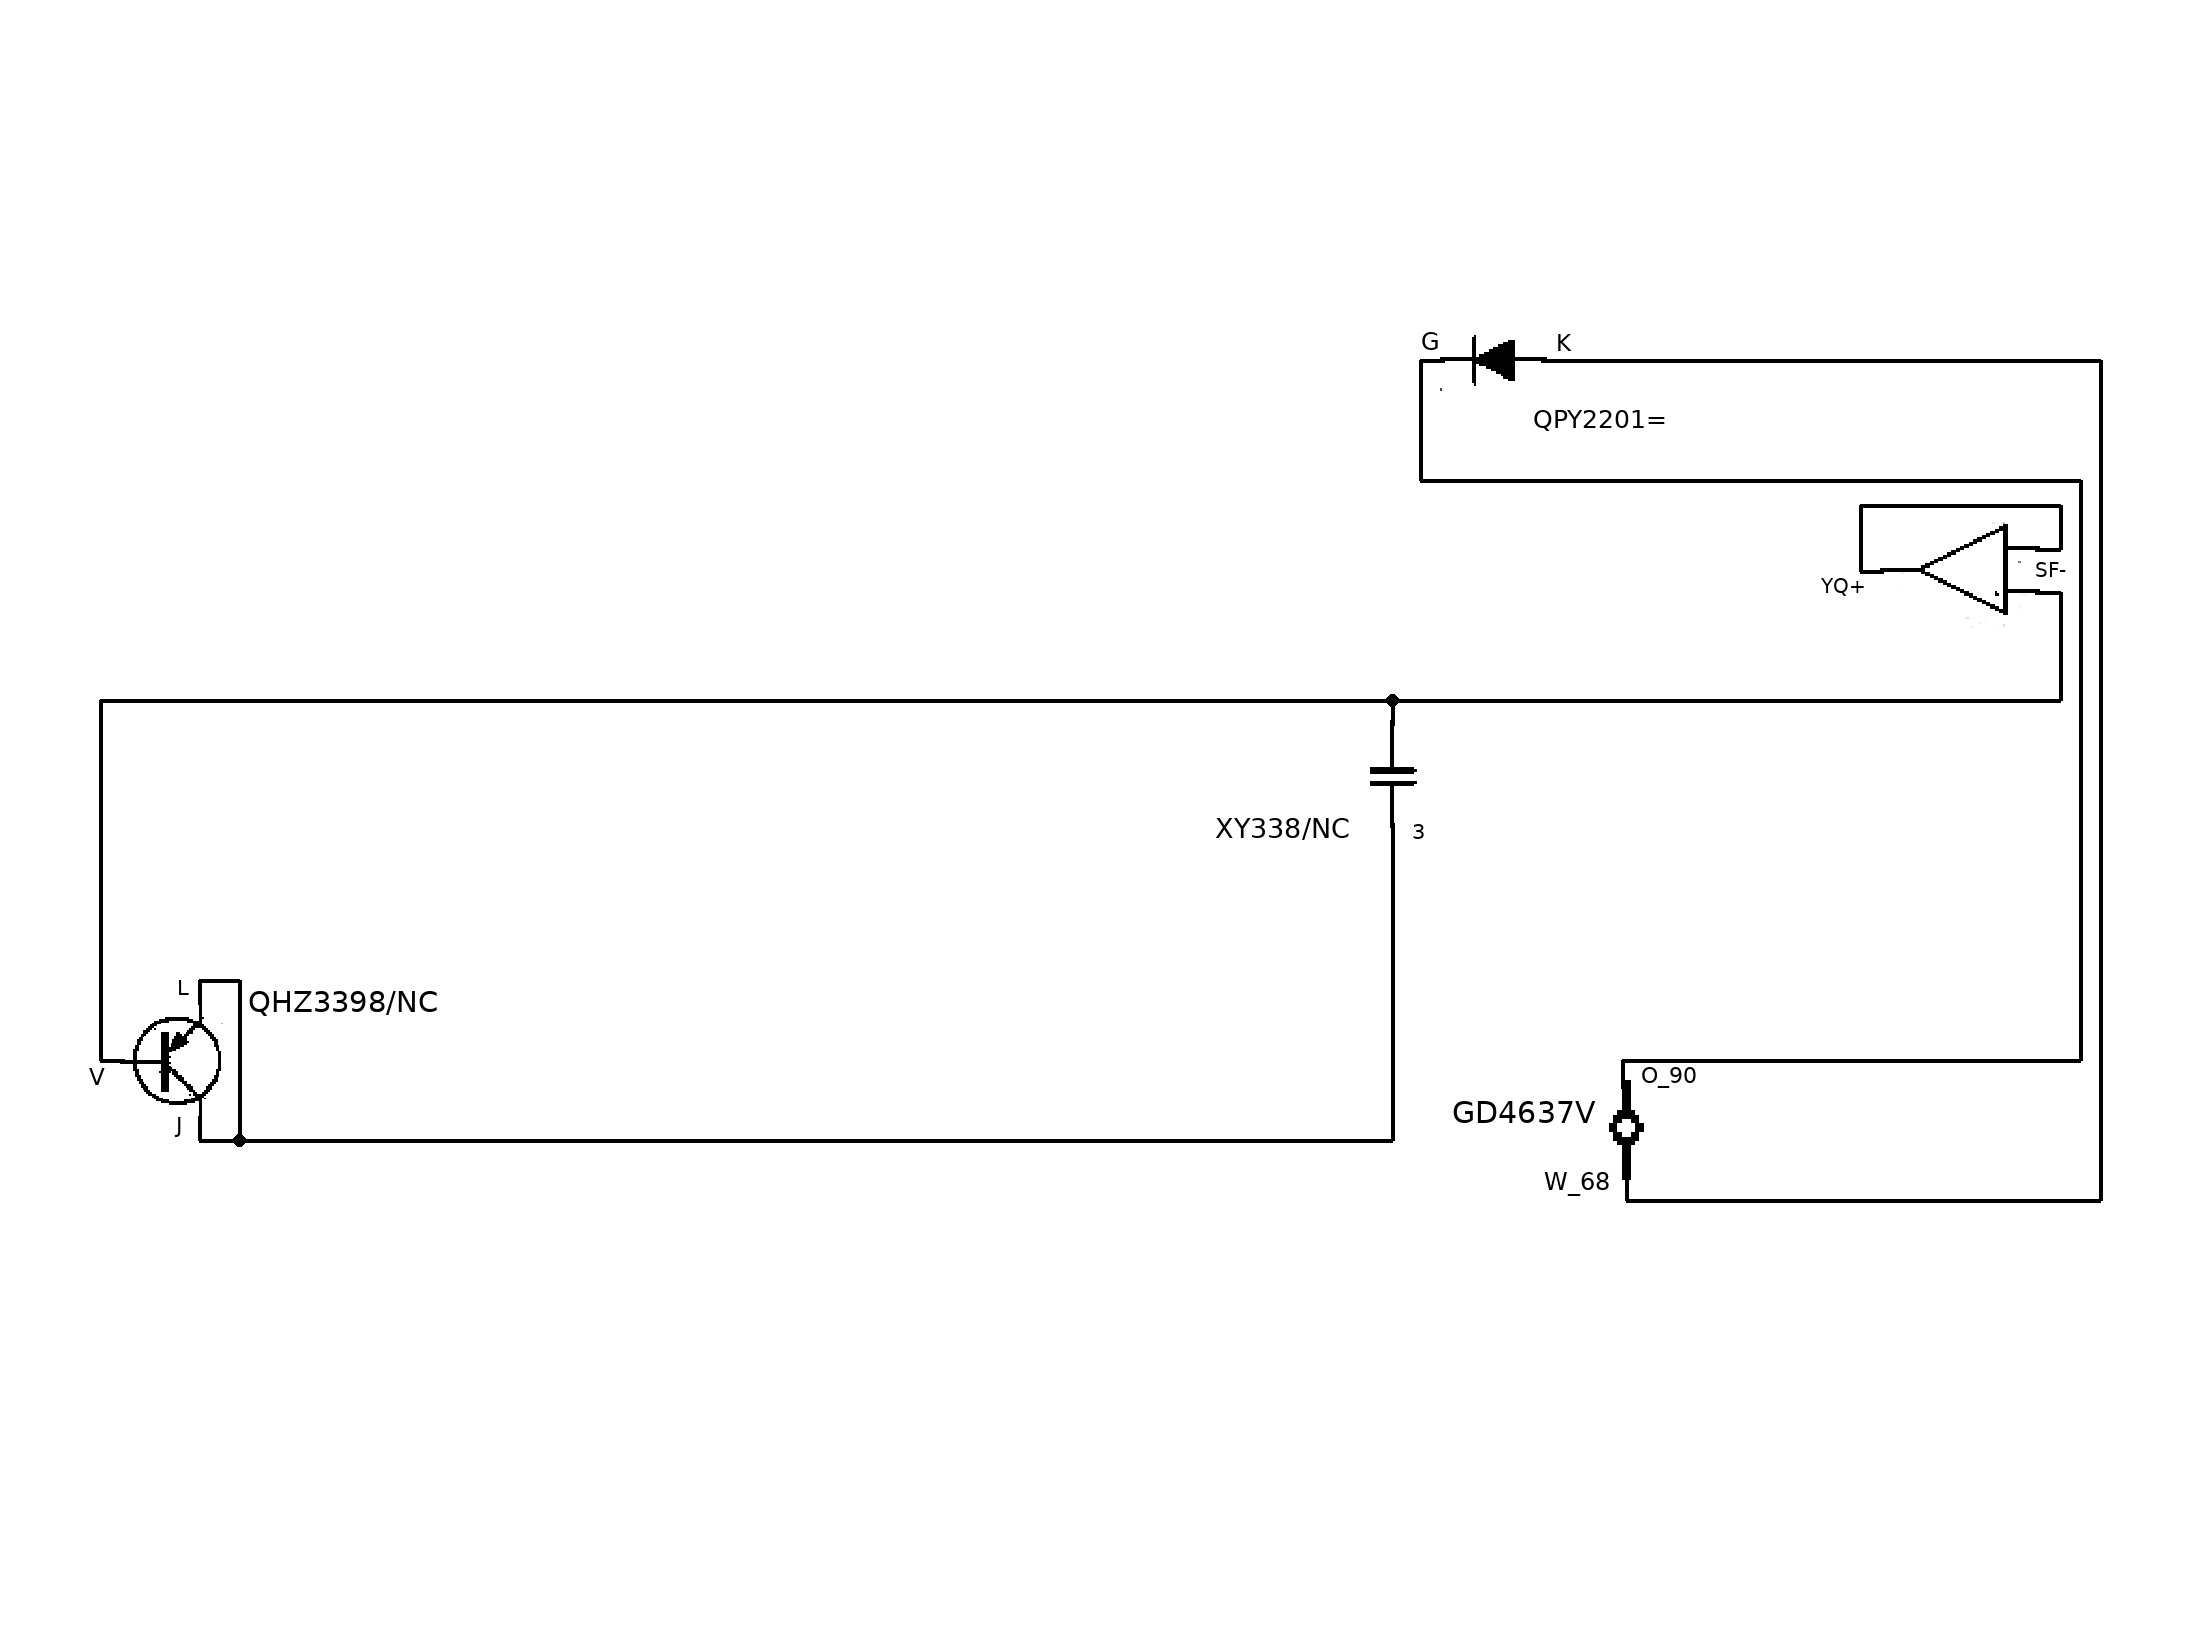 G
K
QPY2201=
SF-
YQ+
XY338/NC
3
L
QHZ3398/NC
V
J
O_90
GD4637V
W_68